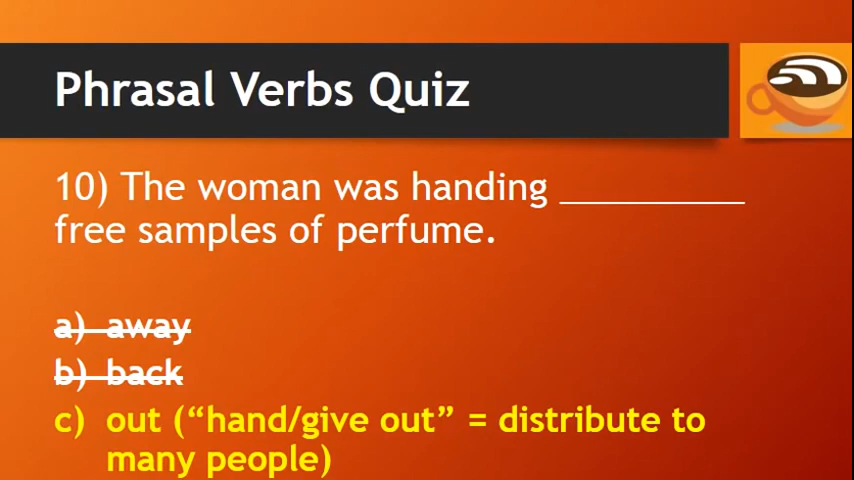 Phrasal Verbs Quiz
10) The woman was handing __________
free samples of perfume.
a) away
b) back
c) out (“hand/give out” = distribute to
many people)